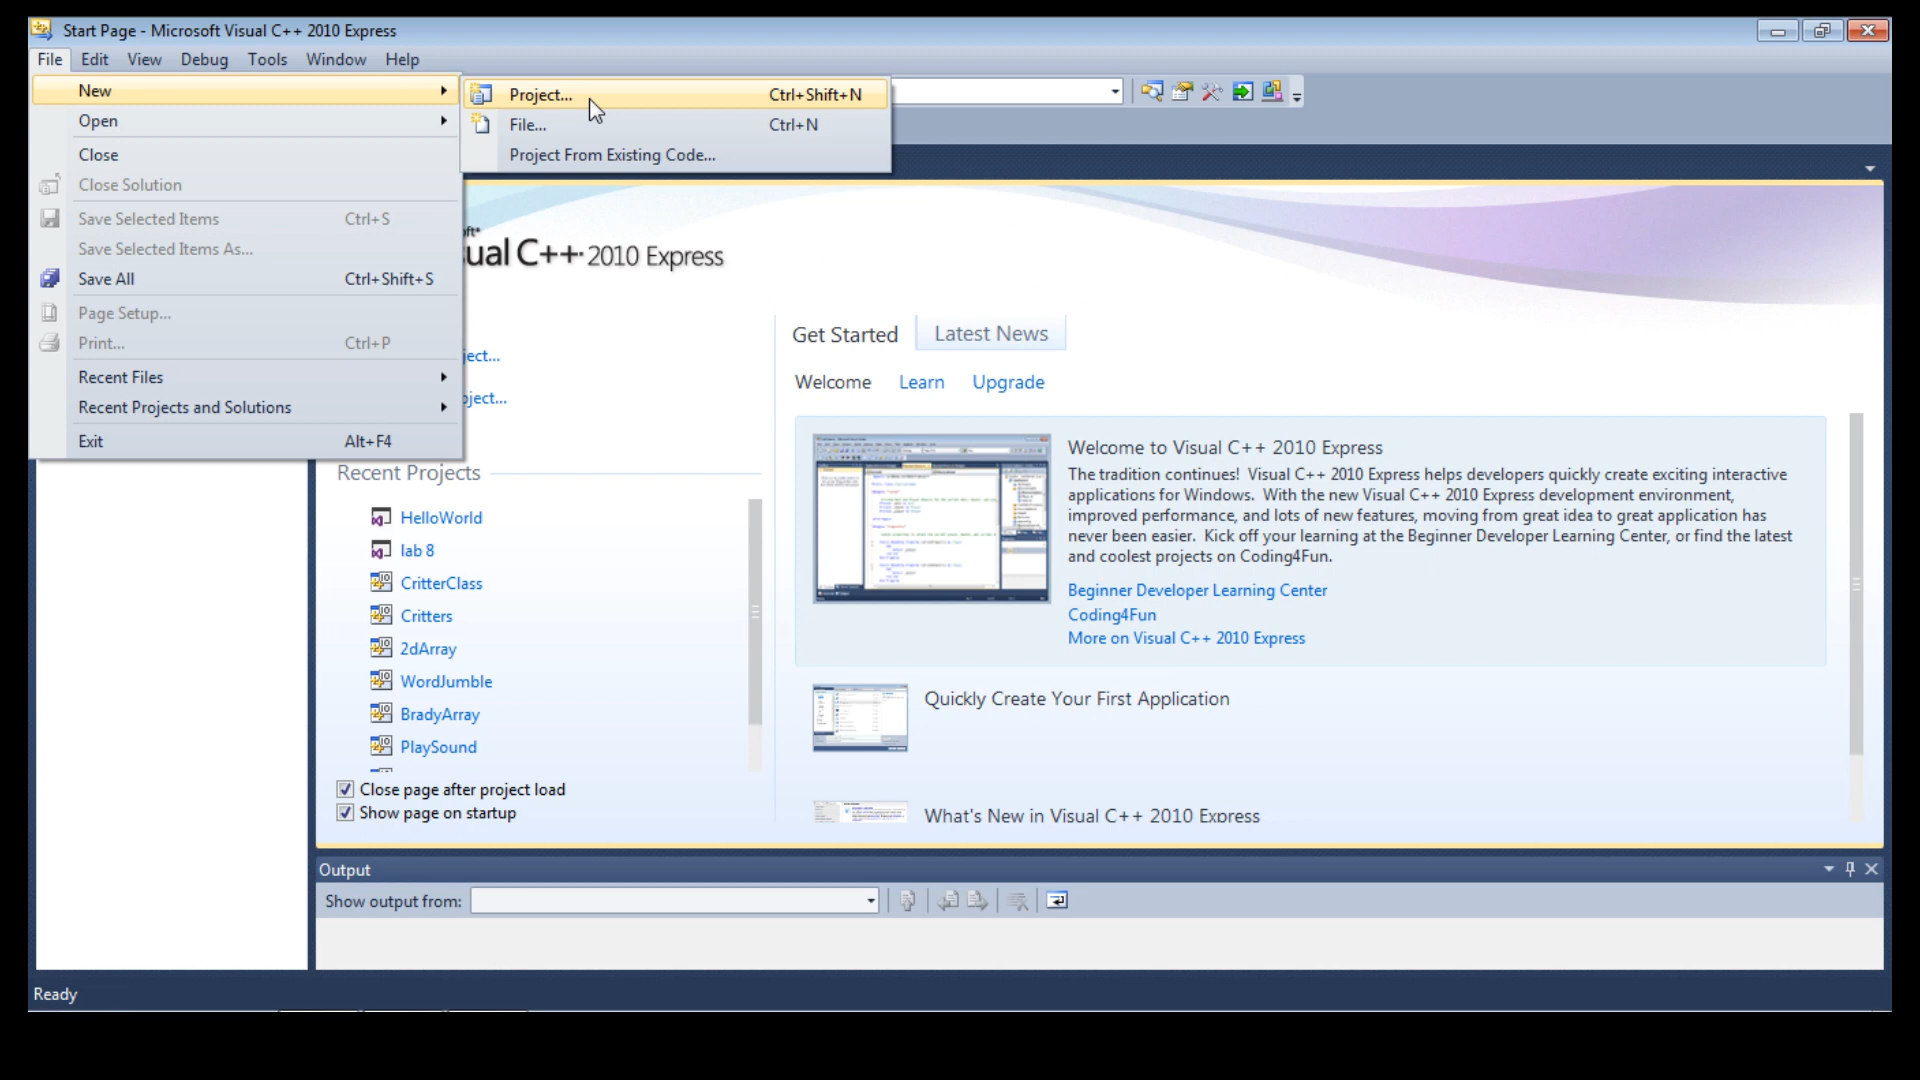 Start Page - Microsoft Visual C++ 2010 Express
File Edit View Debug Tools Window Help
New
Project... Ctrl+Shift+N
Open
File... Ctrl+N
Close
Project From Existing Code...
Close Solution
Save Selected Items Ctrl+S
Save Selected Items As...
Save All Ctrl+Shift+S
Page Setup...
Print... Ctrl+P
Recent Files
Recent Projects and Solutions
Exit Alt+F4
oft*
ual C++ 2010 Express
ject...
oject...
Recent Projects
HelloWorld
lab 8
CritterClass
Critters
2dArray
WordJumble
BradyArray
PlaySound
Close page after project load
Show page on startup
Get Started Latest News
Welcome Learn Upgrade
Welcome to Visual C++ 2010 Express
The tradition continues! Visual C++ 2010 Express helps developers quickly create exciting interactive
applications for Windows. With the new Visual C++ 2010 Express development environment,
improved performance, and lots of new features, moving from great idea to great application has
never been easier. Kick off your learning at the Beginner Developer Learning Center, or find the latest
and coolest projects on Coding4Fun.
Beginner Developer Learning Center
Coding4Fun
More on Visual C++ 2010 Express
Quickly Create Your First Application
What's New in Visual C++ 2010 Express
Output
Show output from:
Ready